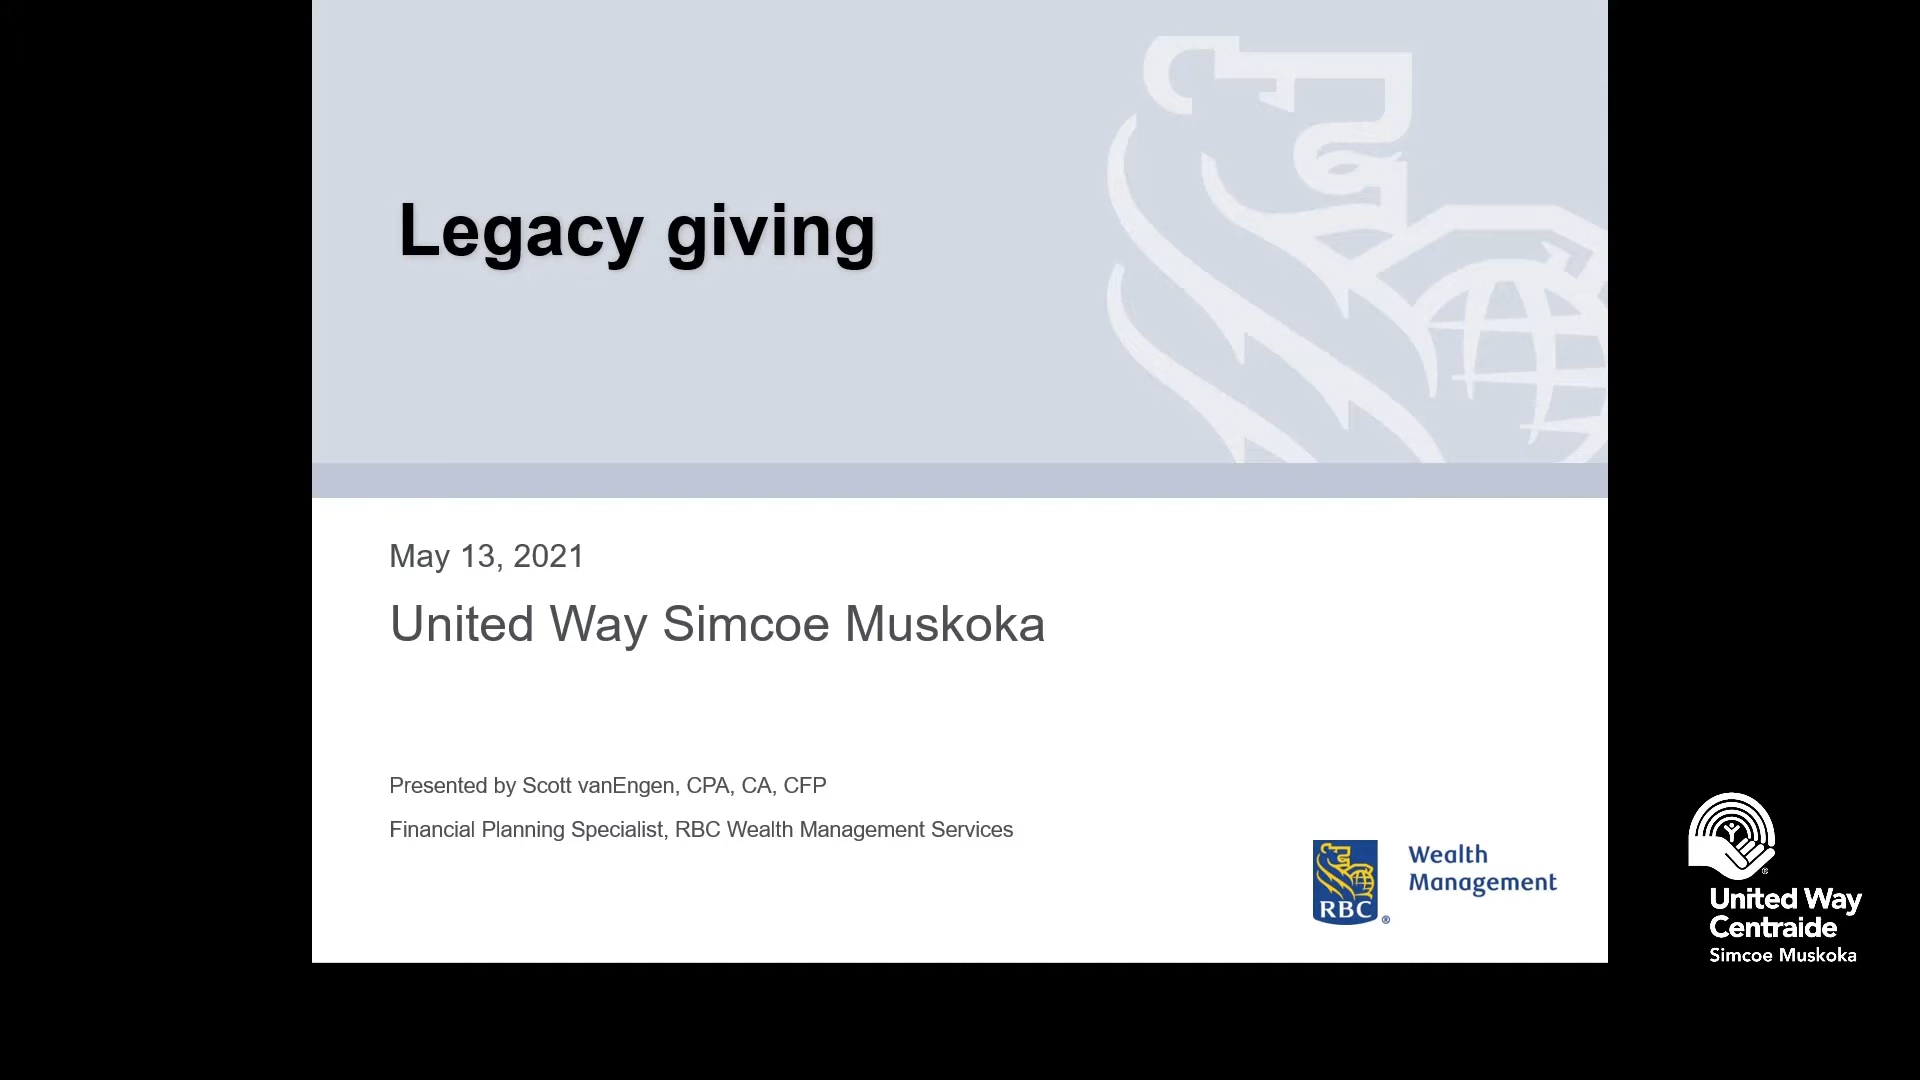 Legacy giving
May 13, 2021
United Way Simcoe Muskoka
Presented by Scott vanEngen, CPA, CA, CFP
Financial Planning Specialist, RBC Wealth Management Services
RBC ®
Wealth
Management
®
United Way
Centraide
Simcoe Muskoka